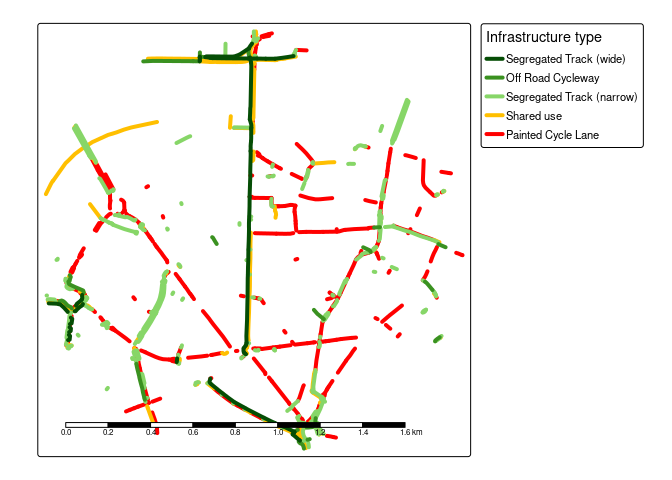 Infrastructure type
Segregated Track (wide)
Off Road Cycleway
Segregated Track (narrow)
Shared use
Painted Cycle Lane
0.0 0.2 0.4 0.6 0.8 1.0 1.2 1.4 1.6 km